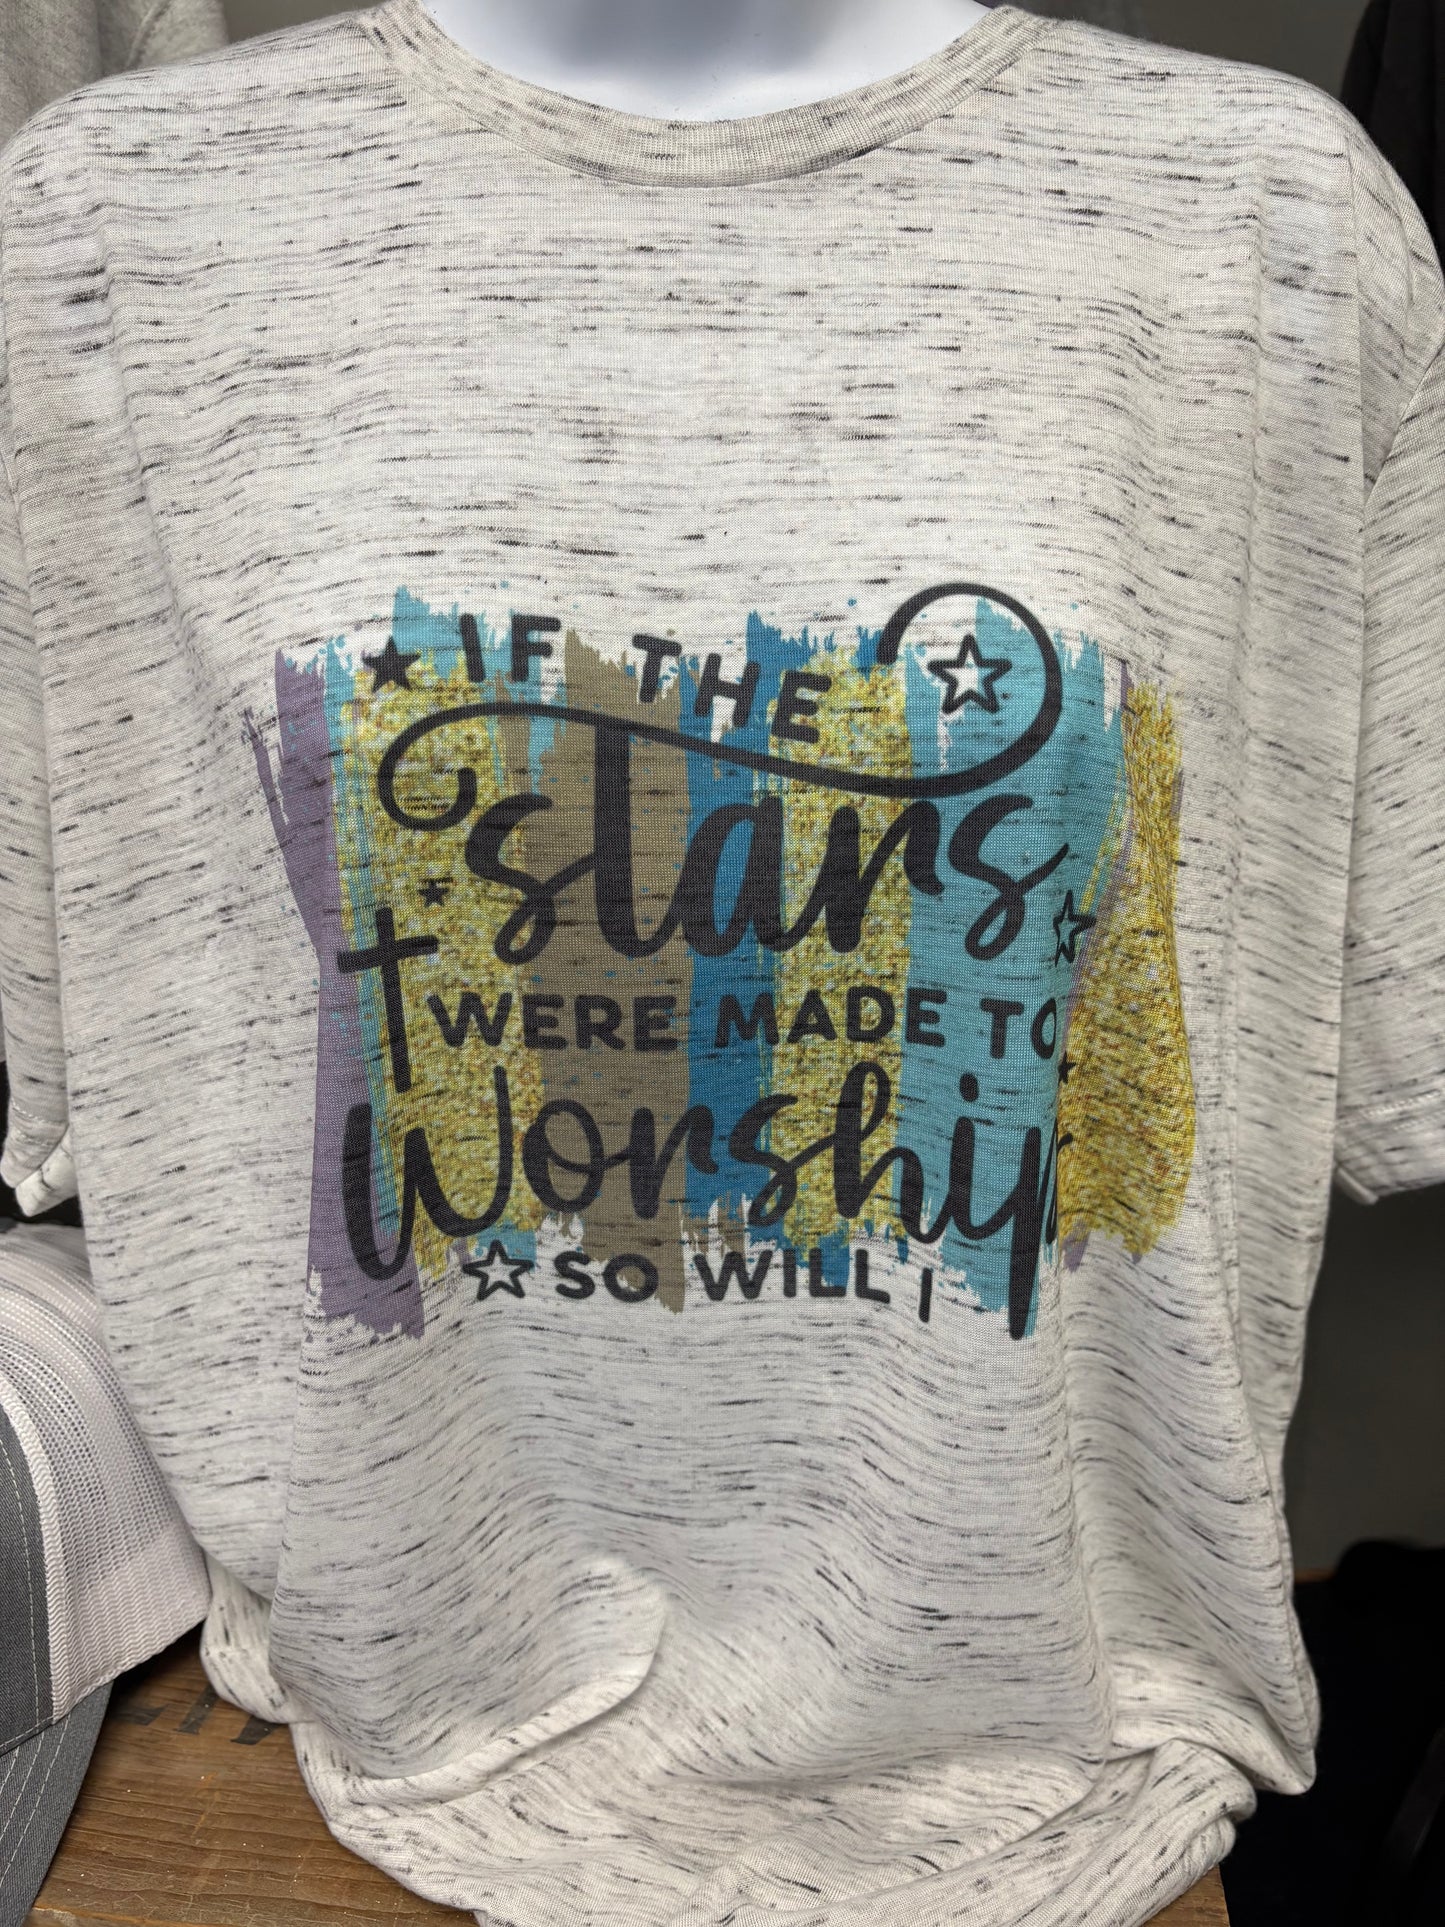 IF THE
stars
WERE MADE TO
Worship
SO WILL I